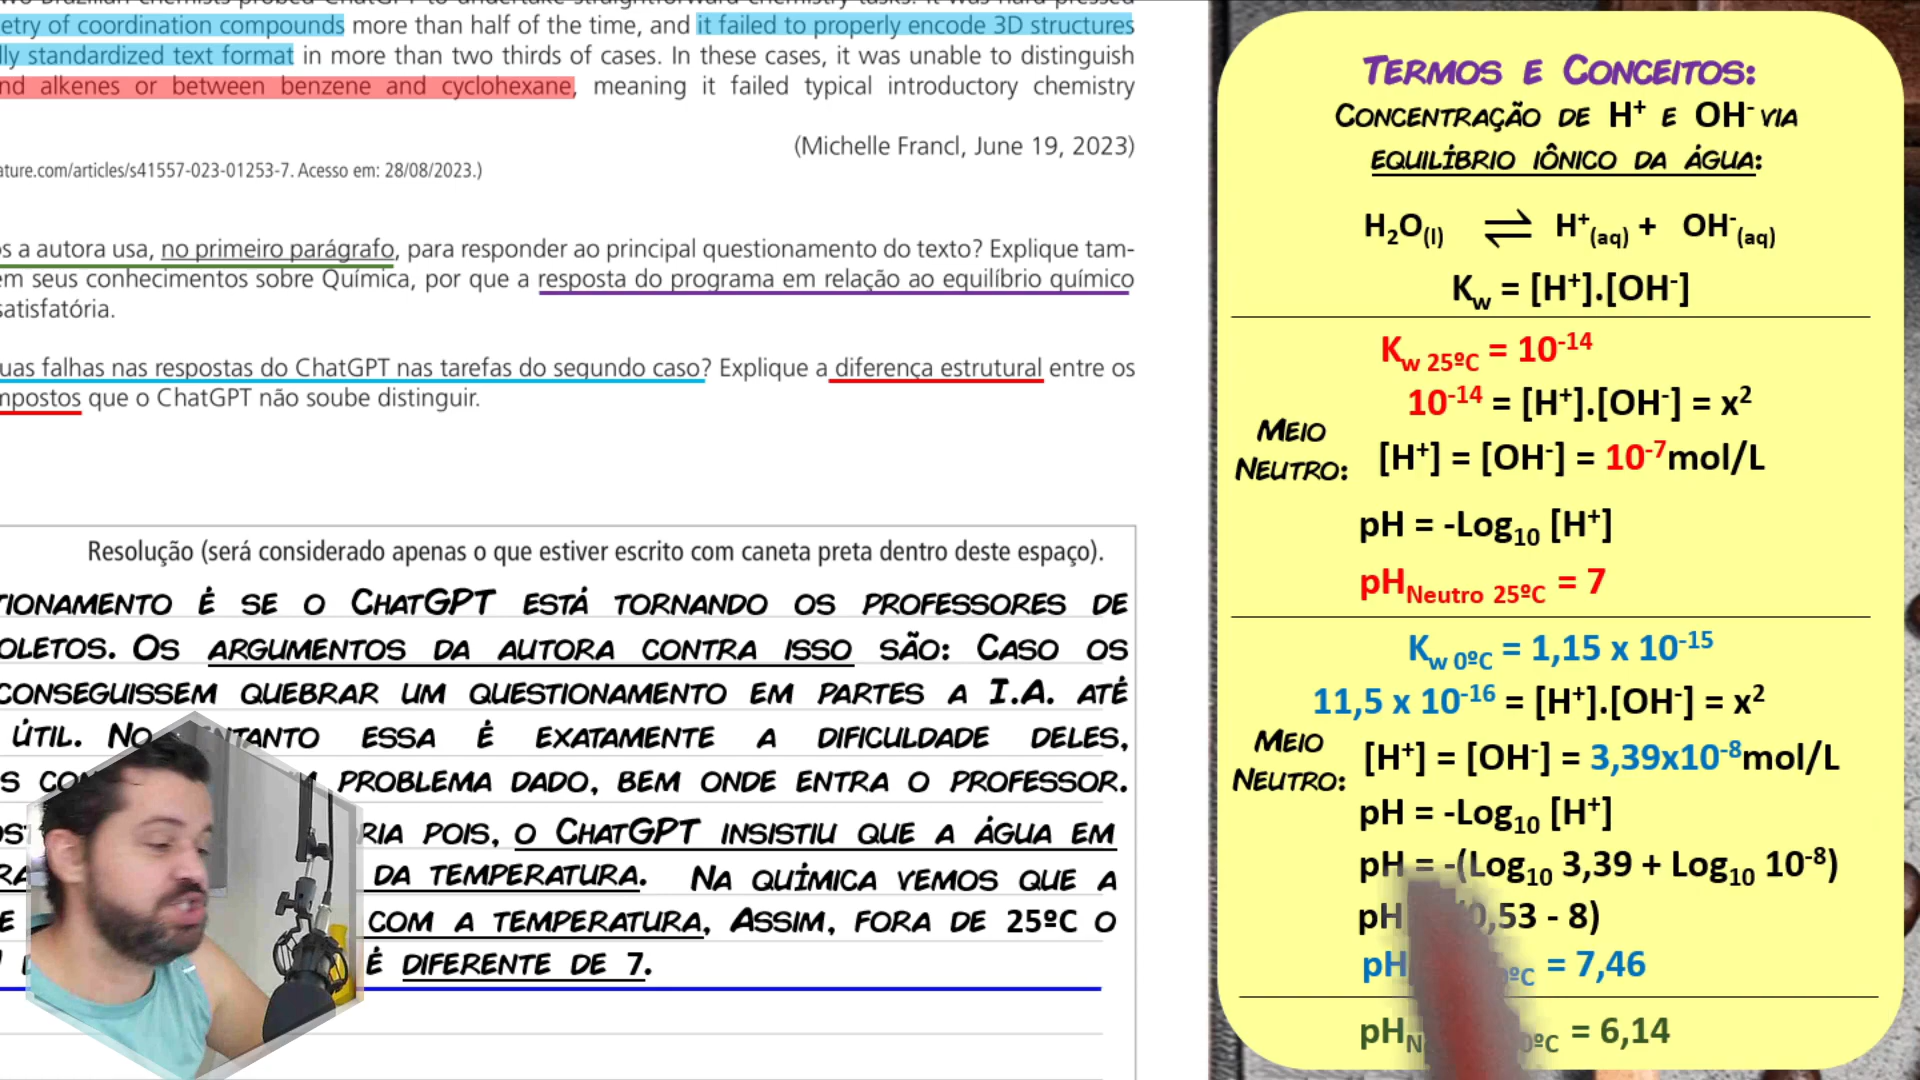 etry of coordination compounds more than half of the time, and it failed to properly encode 3D structures
lly standardized text format in more than two thirds of cases. In these cases, it was unable to distinguish
nd alkenes or between benzene and cyclohexane, meaning it failed typical introductory chemistry
(Michelle Francl, June 19, 2023)
ature.com/articles/s41557-023-01253-7. Acesso em: 28/08/2023.)
s a autora usa, no primeiro parágrafo, para responder ao principal questionamento do texto? Explique tam-
em seus conhecimentos sobre Química, por que a resposta do programa em relação ao equilíbrio químico
satisfatória.
uas falhas nas respostas do ChatGPT nas tarefas do segundo caso? Explique a diferença estrutural entre os
mpostos que o ChatGPT não soube distinguir.
Resolução (será considerado apenas o que estiver escrito com caneta preta dentro deste espaço).
TIONAMENTO É SE O CHATGPT ESTÁ TORNANDO OS PROFESSORES DE
OLETOS. OS ARGUMENTOS DA AUTORA CONTRA ISSO SÃO: CASO OS
CONSEGUISSEM QUEBRAR UM QUESTIONAMENTO EM PARTES A I.A. ATÉ
ÚTIL. NO ENTANTO ESSA É EXATAMENTE A DIFICULDADE DELES,
PROBLEMA DADO, BEM ONDE ENTRA O PROFESSOR.
RIA POIS, O CHATGPT INSISTIU QUE A ÁGUA EM
DA TEMPERATURA. NA QUÍMICA VEMOS QUE A
COM A TEMPERATURA, ASSIM, FORA DE 25ºC O
É DIFERENTE DE 7.
TERMOS E CONCEITOS:
CONCENTRAÇÃO DE H⁺ E OH⁻ VIA
EQUILÍBRIO IÔNICO DA ÁGUA:
H₂O(l) ⇌ H⁺(aq) + OH⁻(aq)
Kw = [H⁺].[OH⁻]
Kw 25ºC = 10⁻¹⁴
10⁻¹⁴ = [H⁺].[OH⁻] = x²
MEIO NEUTRO: [H⁺] = [OH⁻] = 10⁻⁷mol/L
pH = -Log₁₀ [H⁺]
pHNeutro 25ºC = 7
Kw 0ºC = 1,15 x 10⁻¹⁵
11,5 x 10⁻¹⁶ = [H⁺].[OH⁻] = x²
MEIO NEUTRO: [H⁺] = [OH⁻] = 3,39x10⁻⁸mol/L
pH = -Log₁₀ [H⁺]
pH = -(Log₁₀ 3,39 + Log₁₀ 10⁻⁸)
pH 0,53 - 8)
pH ºC = 7,46
pH 0ºC = 6,14